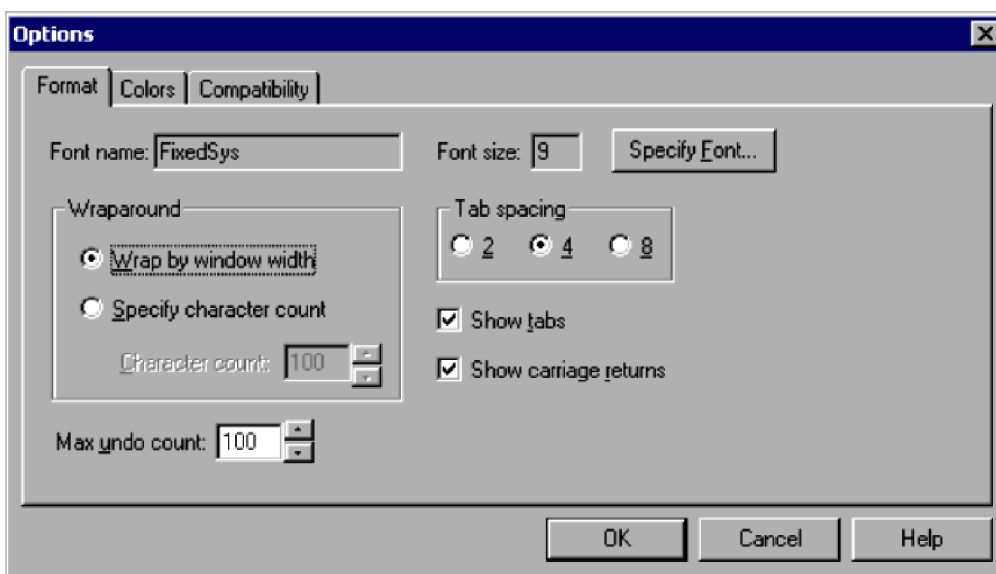 Options
Format Colors Compatibility
Font name: FixedSys Font size: 9 Specify Font...
Wraparound Tab spacing
Wrap by window width 2 4 8
Specify character count Show tabs
Character count: 100 Show carriage returns
Max undo count: 100
OK Cancel Help